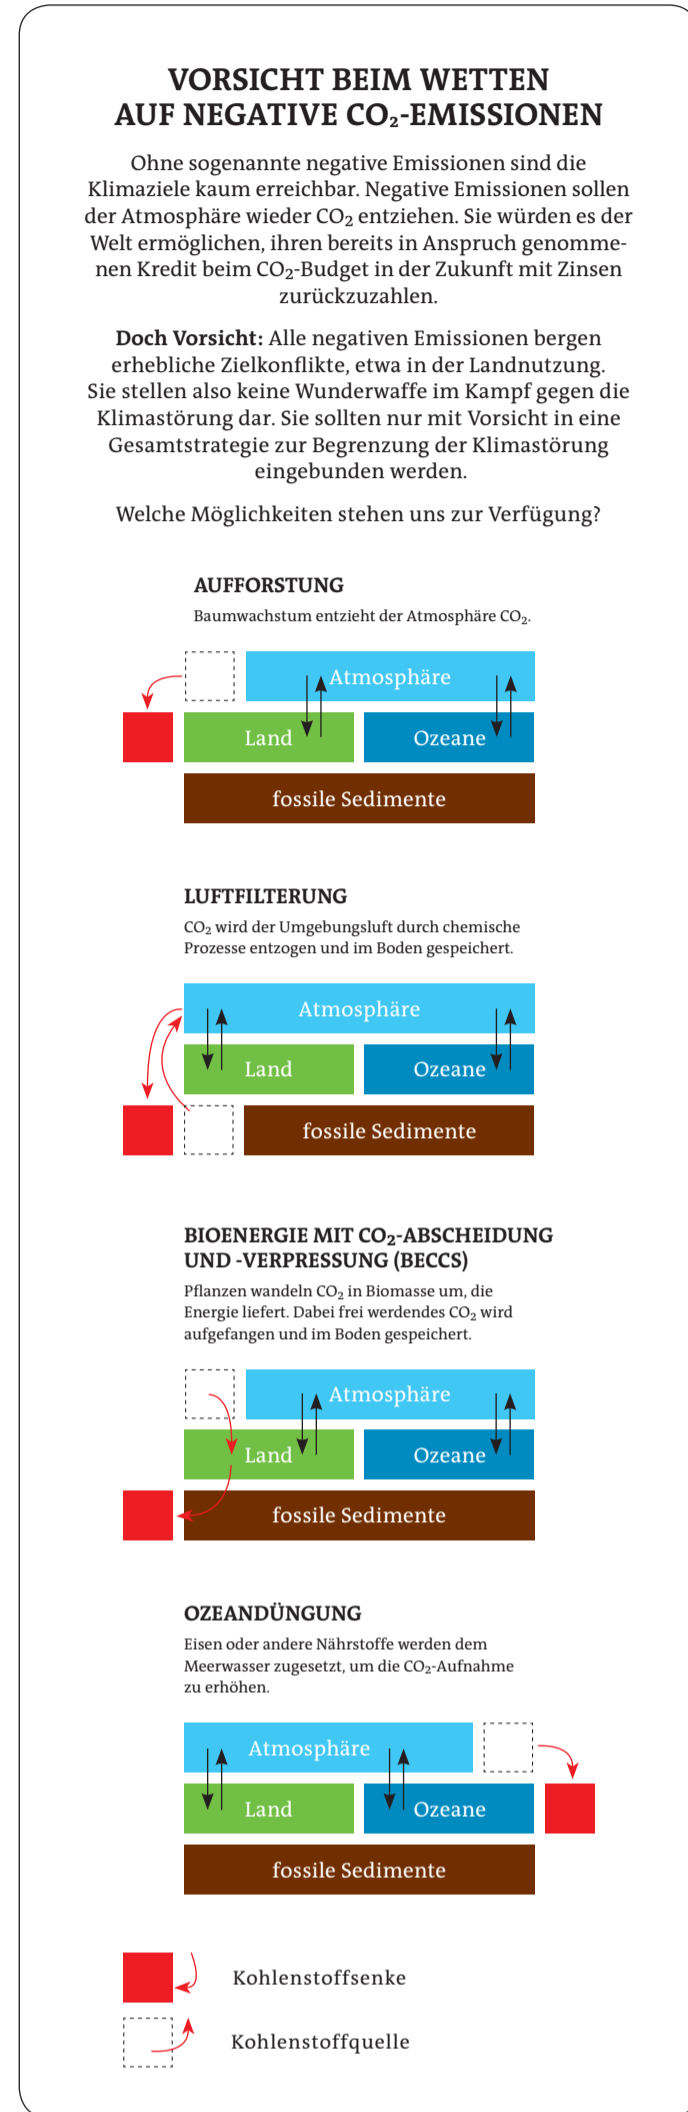 VORSICHT BEIM WETTEN
AUF NEGATIVE CO₂-EMISSIONEN
Ohne sogenannte negative Emissionen sind die
Klimaziele kaum erreichbar. Negative Emissionen sollen
der Atmosphäre wieder CO₂ entziehen. Sie würden es der
Welt ermöglichen, ihren bereits in Anspruch genomme-
nen Kredit beim CO₂-Budget in der Zukunft mit Zinsen
zurückzuzahlen.
Doch Vorsicht: Alle negativen Emissionen bergen
erhebliche Zielkonflikte, etwa in der Landnutzung.
Sie stellen also keine Wunderwaffe im Kampf gegen die
Klimastörung dar. Sie sollten nur mit Vorsicht in eine
Gesamtstrategie zur Begrenzung der Klimastörung
eingebunden werden.
Welche Möglichkeiten stehen uns zur Verfügung?
AUFFORSTUNG
Baumwachstum entzieht der Atmosphäre CO₂.
Atmosphäre
Land
Ozeane
fossile Sedimente
LUFTFILTERUNG
CO₂ wird der Umgebungsluft durch chemische
Prozesse entzogen und im Boden gespeichert.
Atmosphäre
Land
Ozeane
fossile Sedimente
BIOENERGIE MIT CO₂-ABSCHEIDUNG
UND -VERPRESSUNG (BECCS)
Pflanzen wandeln CO₂ in Biomasse um, die
Energie liefert. Dabei frei werdendes CO₂ wird
aufgefangen und im Boden gespeichert.
Atmosphäre
Land
Ozeane
fossile Sedimente
OZEANDÜNGUNG
Eisen oder andere Nährstoffe werden dem
Meerwasser zugesetzt, um die CO₂-Aufnahme
zu erhöhen.
Atmosphäre
Land
Ozeane
fossile Sedimente
Kohlenstoffsenke
Kohlenstoffquelle